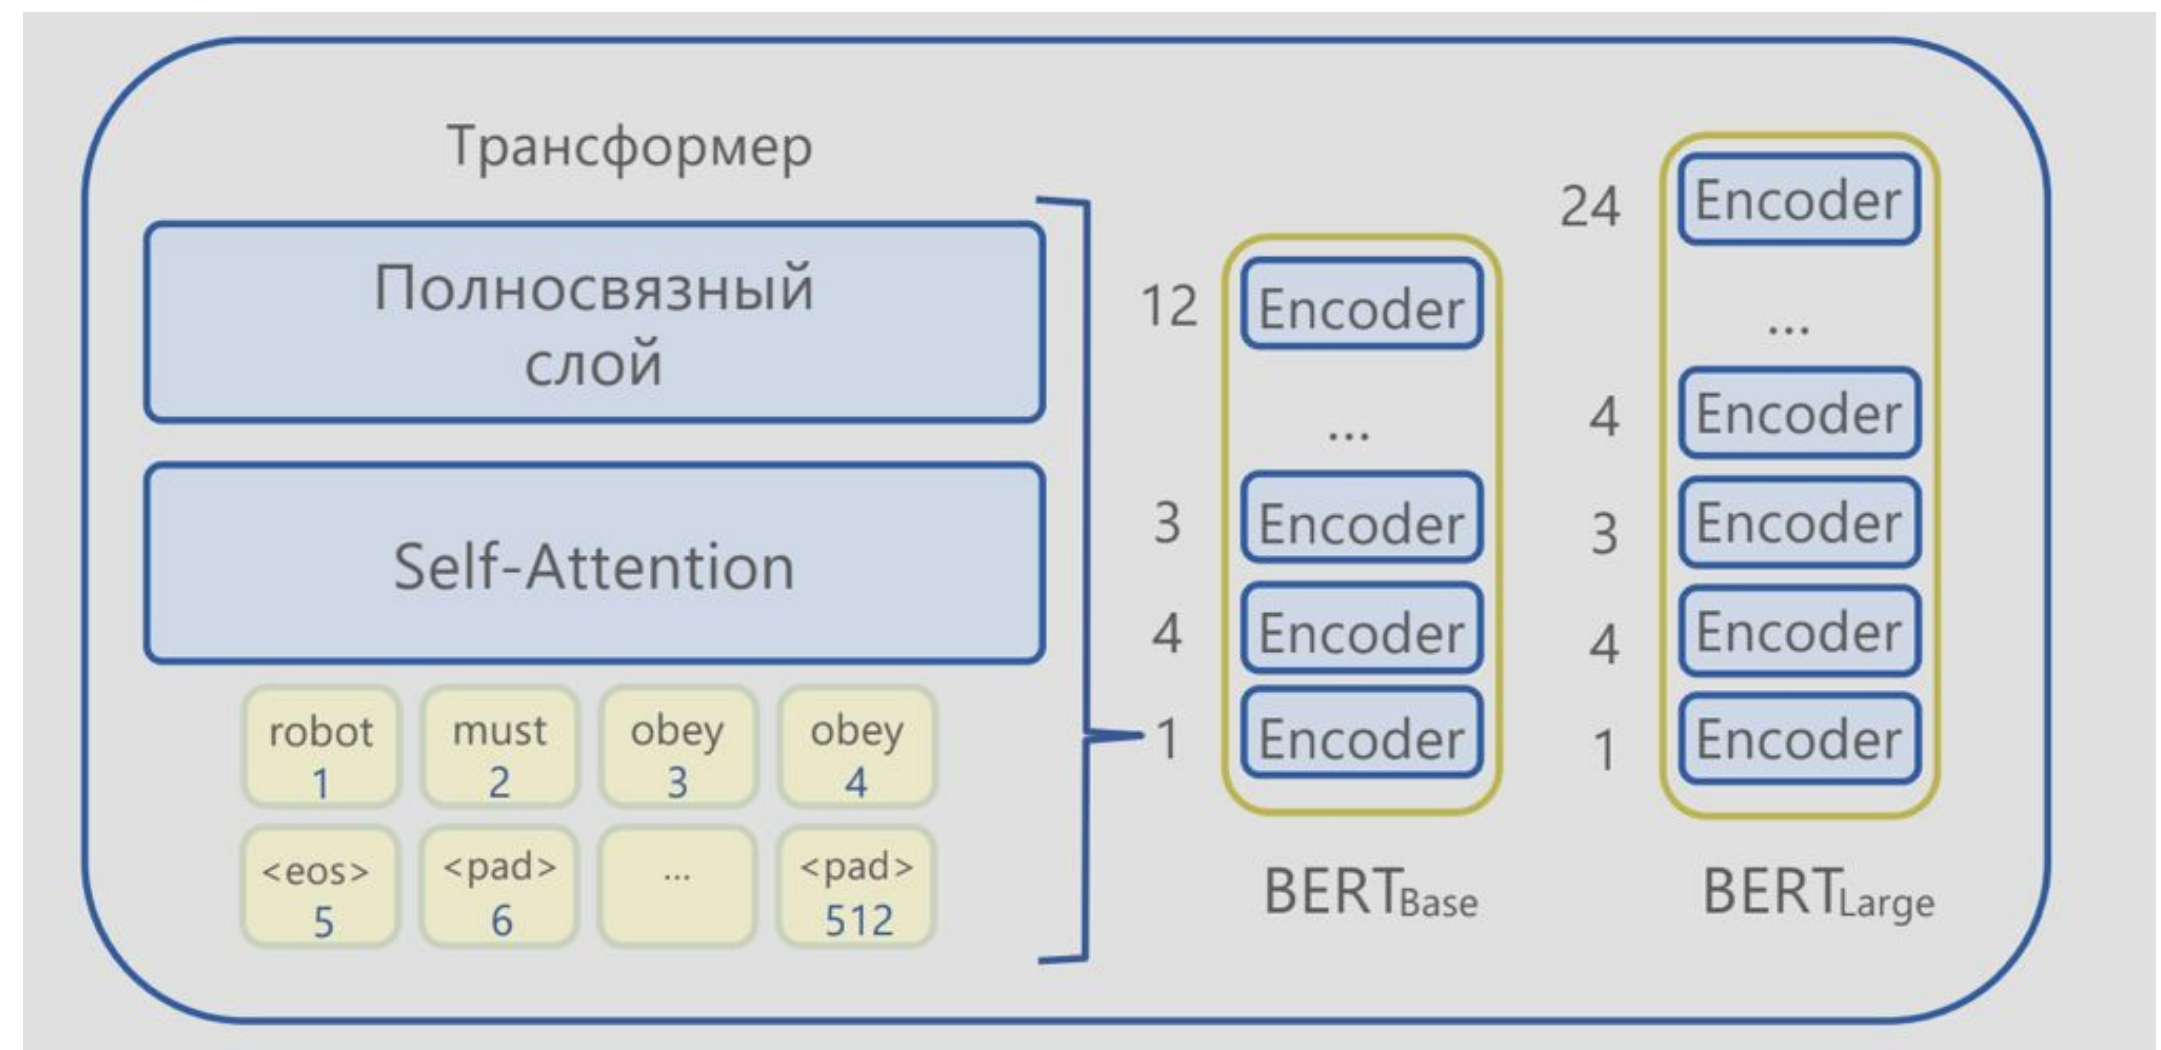 Трансформер
Полносвязный
слой
Self-Attention
robot
1
must
2
obey
3
obey
4
<eos>
5
<pad>
6
...
<pad>
512
12
Encoder
...
3
Encoder
4
Encoder
1
Encoder
BERTBase
24
Encoder
...
4
Encoder
3
Encoder
4
Encoder
1
Encoder
BERTLarge